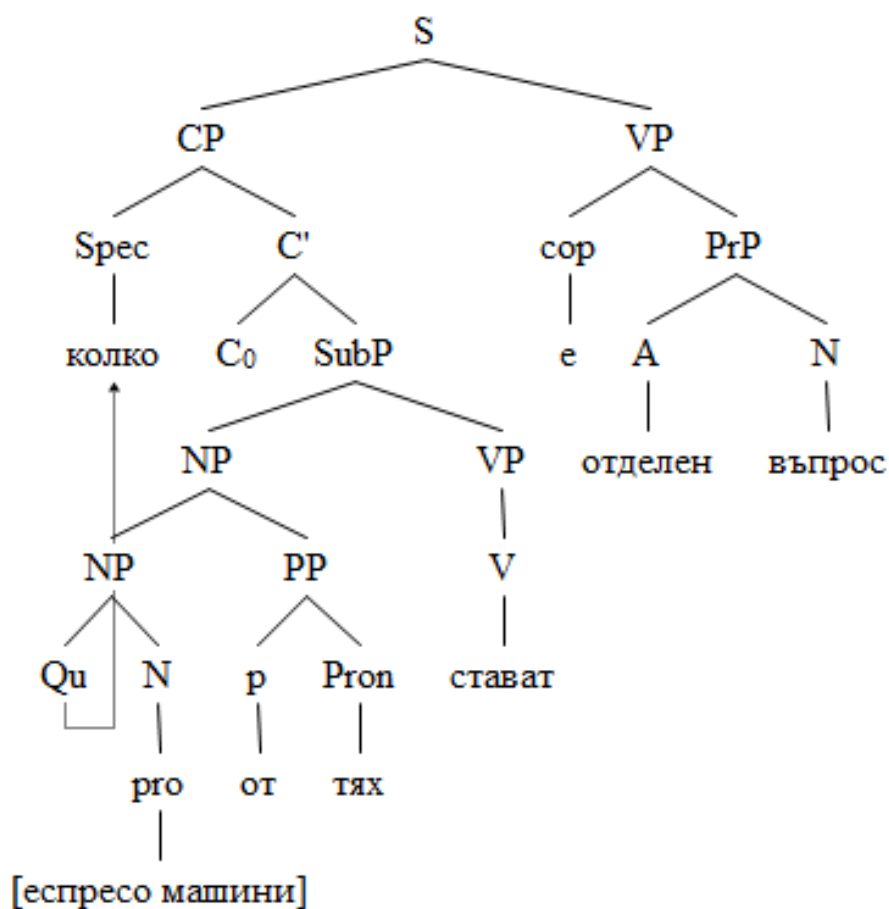 S
CP VP
Spec C' cop PrP
колко C₀ SubP е A N
NP VP отделен въпрос
NP PP V
Qu N p Pron стават
pro от тях
[еспресо машини]